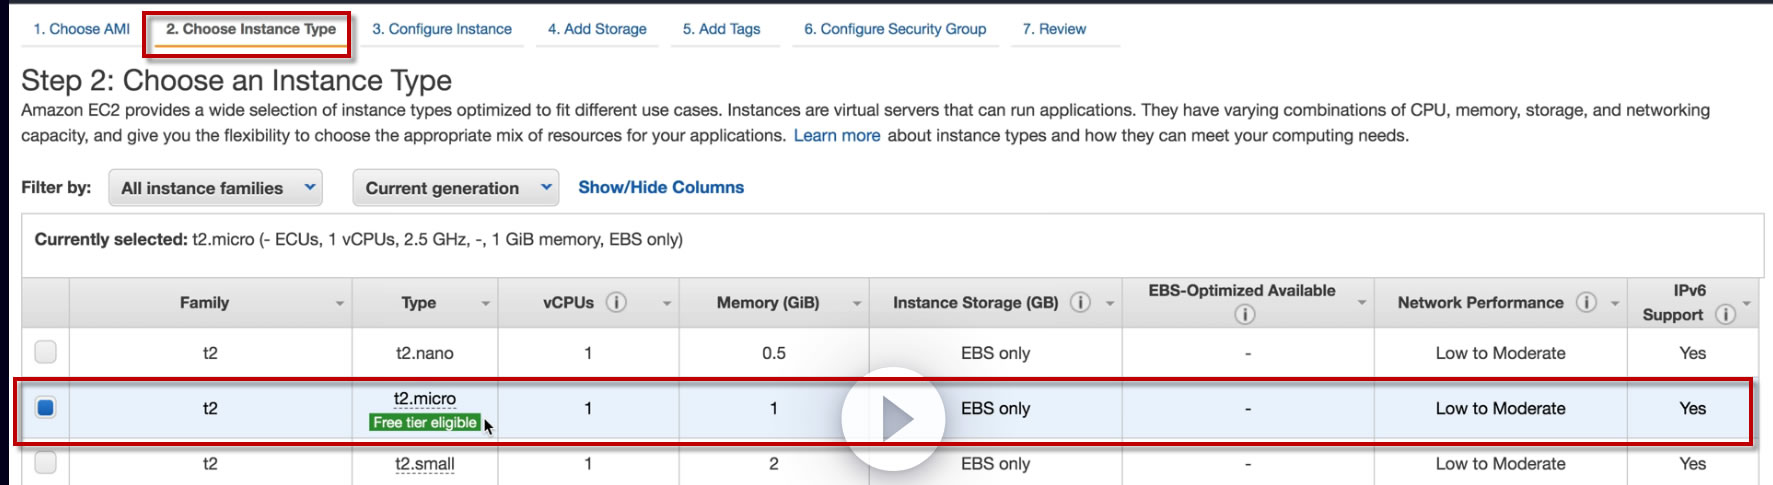 1. Choose AMI 2. Choose Instance Type 3. Configure Instance 4. Add Storage 5. Add Tags 6. Configure Security Group 7. Review
Step 2: Choose an Instance Type
Amazon EC2 provides a wide selection of instance types optimized to fit different use cases. Instances are virtual servers that can run applications. They have varying combinations of CPU, memory, storage, and networking
capacity, and give you the flexibility to choose the appropriate mix of resources for your applications. Learn more about instance types and how they can meet your computing needs.
Filter by: All instance families Current generation Show/Hide Columns
Currently selected: t2.micro (- ECUs, 1 vCPUs, 2.5 GHz, -, 1 GiB memory, EBS only)
Family Type vCPUs i Memory (GiB) Instance Storage (GB) i EBS-Optimized Available i Network Performance i IPv6 Support i
t2 t2.nano 1 0.5 EBS only - Low to Moderate Yes
t2 t2.micro 1 1 EBS only - Low to Moderate Yes
Free tier eligible
t2 t2.small 1 2 EBS only - Low to Moderate Yes